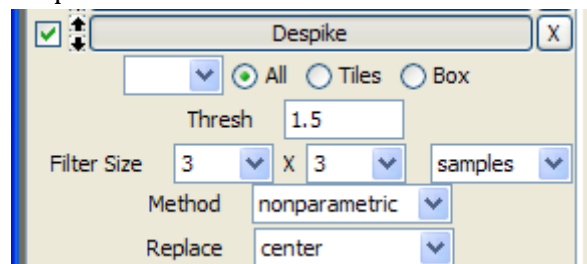 Despike X
All Tiles Box
Thresh 1.5
Filter Size 3 X 3 samples
Method nonparametric
Replace center